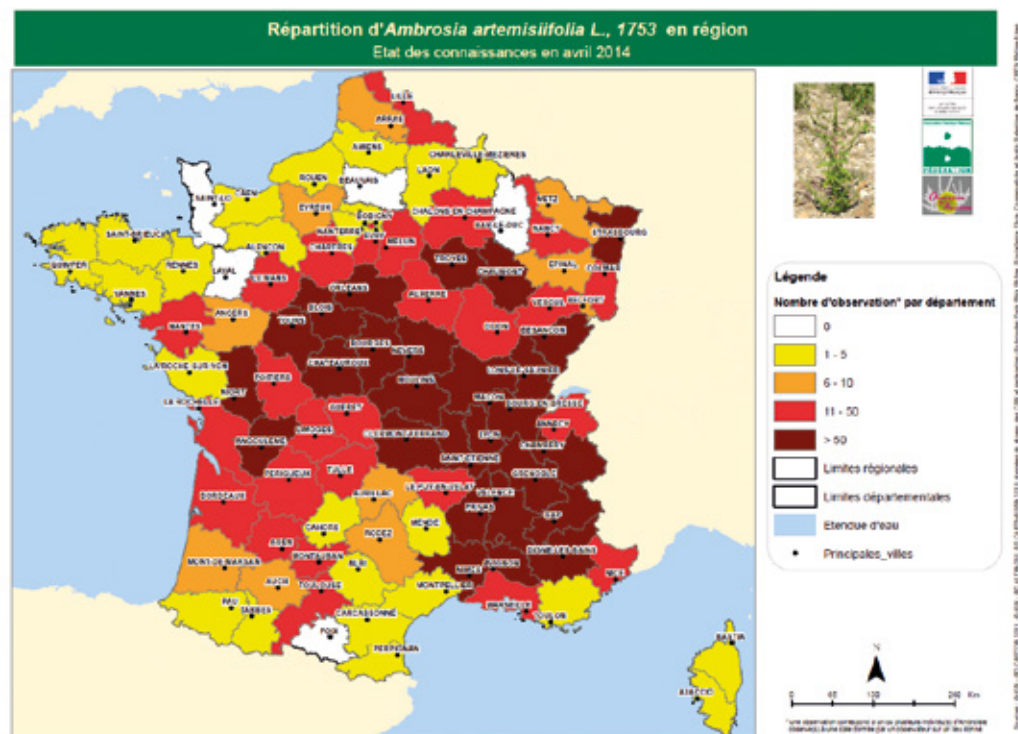 Répartition d'Ambrosia artemisiifolia L., 1753 en région
Etat des connaissances en avril 2014
LILLE
ARRAS
AMIENS
CHARLEVILLE-MEZIERES
ROUEN
BEAUVAIS
LAON
SAINT-LO
CAEN
EVREUX
BOBIGNY
CHALONS EN CHAMPAGNE
METZ
NANTERRE
EVRY
MELUN
BAR-LE-DUC
NANCY
STRASBOURG
SAINT-BRIEUC
ALENCON
CHARTRES
QUIMPER
RENNES
LAVAL
LE MANS
TROYES
CHAUMONT
EPINAL
COLMAR
VANNES
ORLEANS
AUXERRE
VESOUL
BELFORT
BLOIS
NANTES
ANGERS
TOURS
DIJON
BESANCON
BOURGES
NEVERS
LA ROCHE-SUR-YON
CHATEAUROUX
LONS-LE-SAUNIER
NIORT
POITIERS
MOULINS
LA ROCHELLE
GUERET
MACON
BOURG-EN-BRESSE
ANNECY
ANGOULEME
LIMOGES
CLERMONT-FERRAND
LYON
CHAMBERY
SAINT-ETIENNE
PERIGUEUX
TULLE
GRENOBLE
BORDEAUX
AURILLAC
LE PUY-EN-VELAY
VALENCE
PRIVAS
CAHORS
MENDE
GAP
RODEZ
AGEN
MONT-DE-MARSAN
MONTAUBAN
ALBI
NIMES
AVIGNON
DIGNE-LES-BAINS
AUCH
TOULOUSE
MONTPELLIER
NICE
PAU
TARBES
CARCASSONNE
MARSEILLE
TOULON
FOIX
PERPIGNAN
BASTIA
AJACCIO
Légende
Nombre d'observation* par département
0
1 - 5
6 - 10
11 - 50
> 50
Limites régionales
Limites départementales
Etendue d'eau
Principales_villes
N
0
240 Km